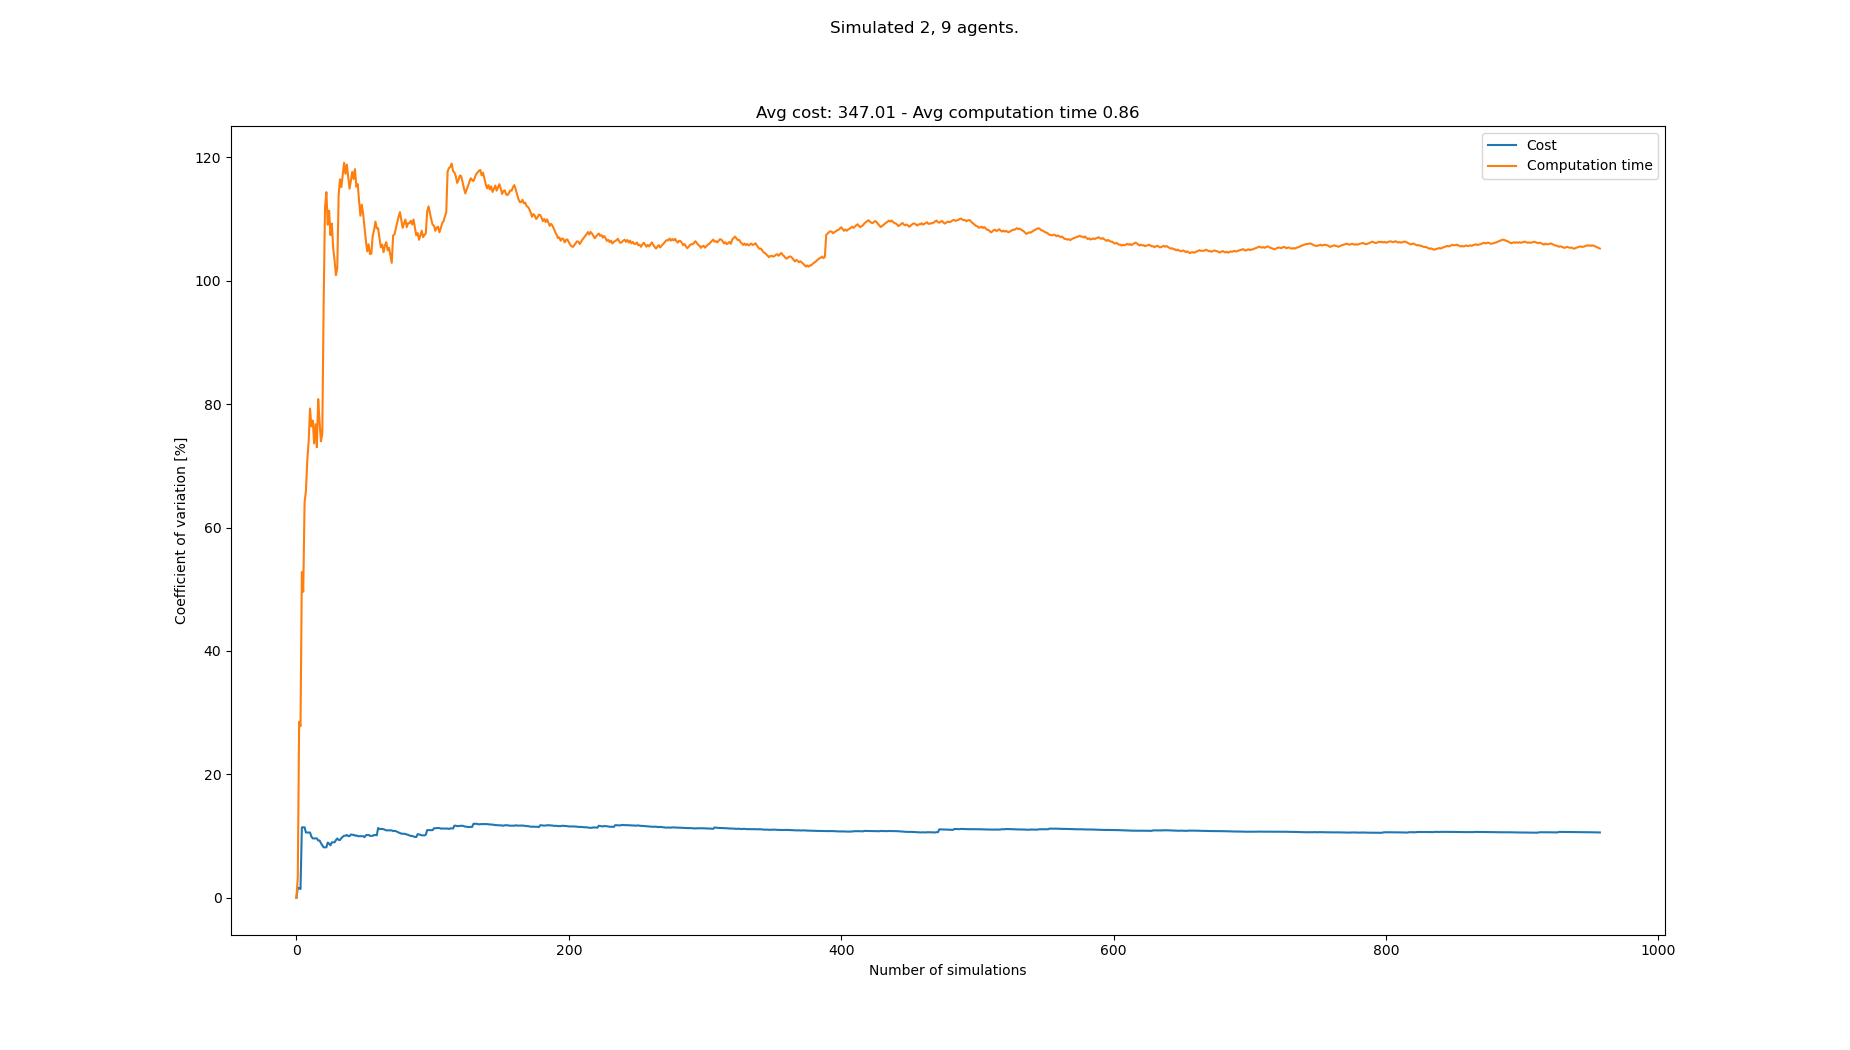 Simulated 2, 9 agents.
Avg cost: 347.01 - Avg computation time 0.86
Cost
Computation time
120
100
80
60
40
20
0
Coefficient of variation [%]
0
200
400
600
800
1000
Number of simulations